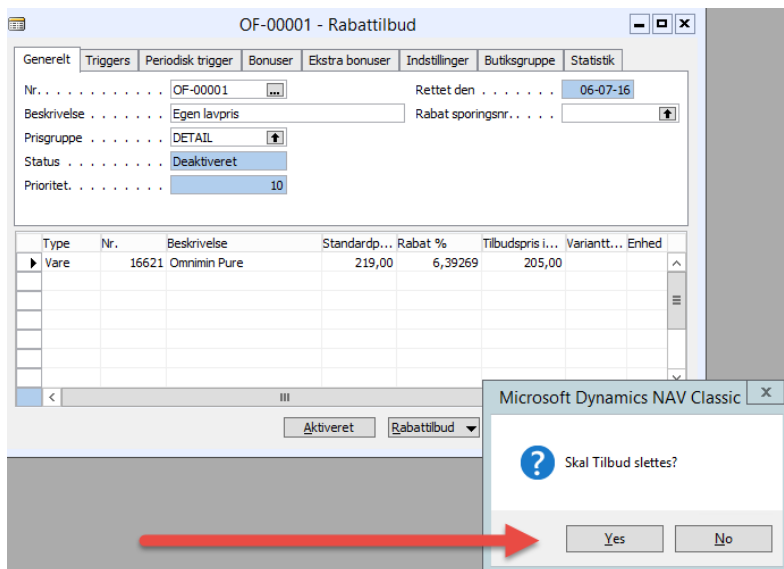 OF-00001 - Rabattilbud
Generelt Triggers Periodisk trigger Bonuser Ekstra bonuser Indstillinger Butiksgruppe Statistik
Nr. . . . . . . . . . . . . OF-00001 ... Rettet den . . . . . . . 06-07-16
Beskrivelse . . . . . . . Egen lavpris Rabat sporingsnr. . . . .
Prisgruppe . . . . . . . DETAIL
Status . . . . . . . . . Deaktiveret
Prioritet. . . . . . . . . 10
Type Nr. Beskrivelse Standardp... Rabat % Tilbudspris i... Variantt... Enhed
Vare 16621 Omnimin Pure 219,00 6,39269 205,00
Aktiveret Rabattilbud
Microsoft Dynamics NAV Classic x
? Skal Tilbud slettes?
Yes No